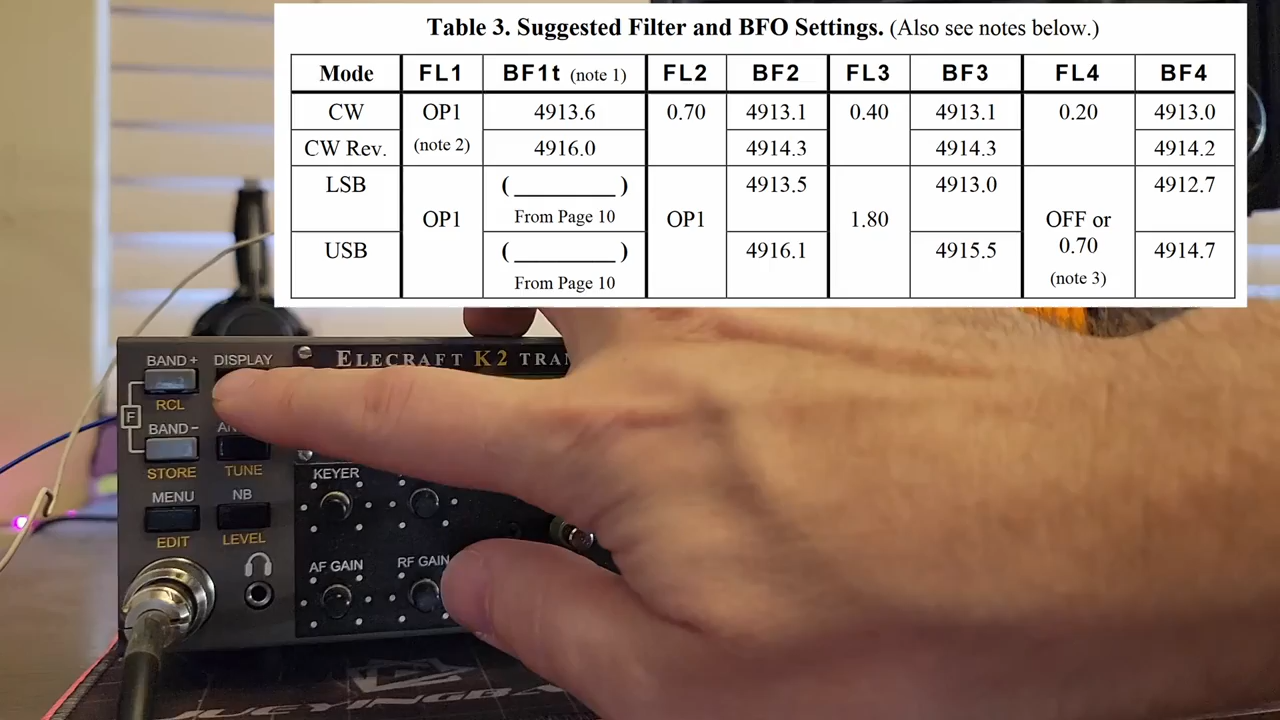 Table 3. Suggested Filter and BFO Settings. (Also see notes below.)
Mode FL1 BF1t (note 1) FL2 BF2 FL3 BF3 FL4 BF4
CW OP1 4913.6 0.70 4913.1 0.40 4913.1 0.20 4913.0
CW Rev. (note 2) 4916.0 4914.3 4914.3 4914.2
LSB (________) 4913.5 4913.0 4912.7
From Page 10
OP1 OP1 1.80 OFF or
0.70
(note 3)
USB (________) 4916.1 4915.5 4914.7
From Page 10
ELECRAFT K2
BAND+ DISPLAY
RCL
F
BAND-
STORE TUNE
MENU NB
EDIT LEVEL
KEYER
AF GAIN RF GAIN